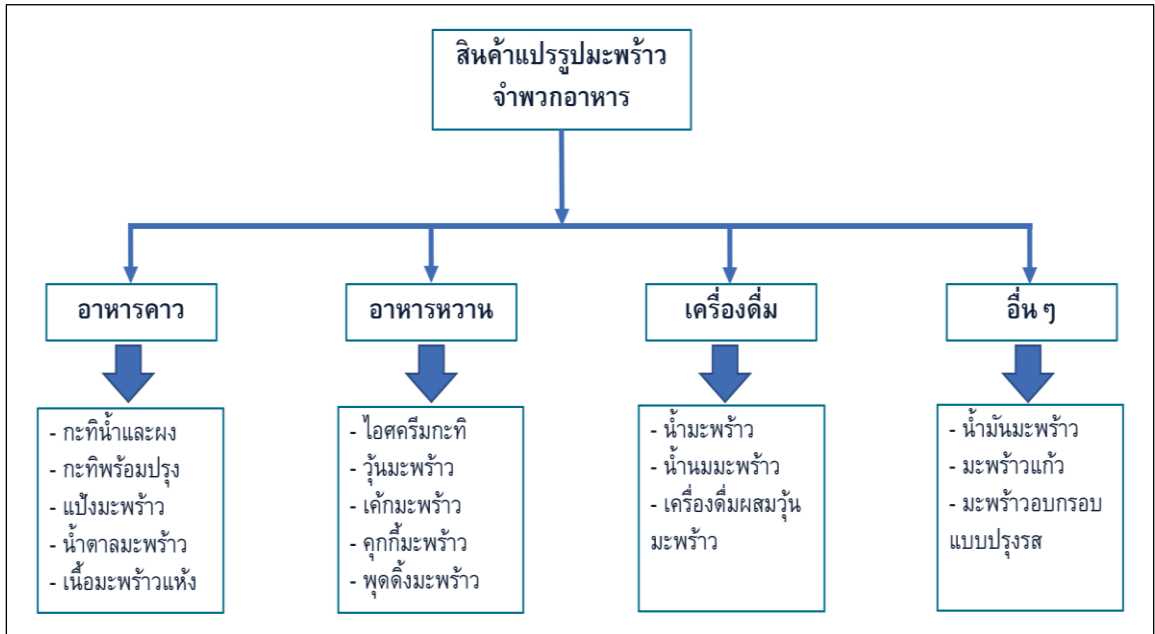 สินค้าแปรรูปมะพร้าว
จำพวกอาหาร
อาหารคาว
- กะทิน้ำและผง
- กะทิพร้อมปรุง
- แป้งมะพร้าว
- น้ำตาลมะพร้าว
- เนื้อมะพร้าวแห้ง
อาหารหวาน
- ไอศครีมกะทิ
- วุ้นมะพร้าว
- เค้กมะพร้าว
- คุกกี้มะพร้าว
- พุดดิ้งมะพร้าว
เครื่องดื่ม
- น้ำมะพร้าว
- น้ำนมมะพร้าว
- เครื่องดื่มผสมวุ้น
มะพร้าว
อื่น ๆ
- น้ำมันมะพร้าว
- มะพร้าวแก้ว
- มะพร้าวอบกรอบ
แบบปรุงรส